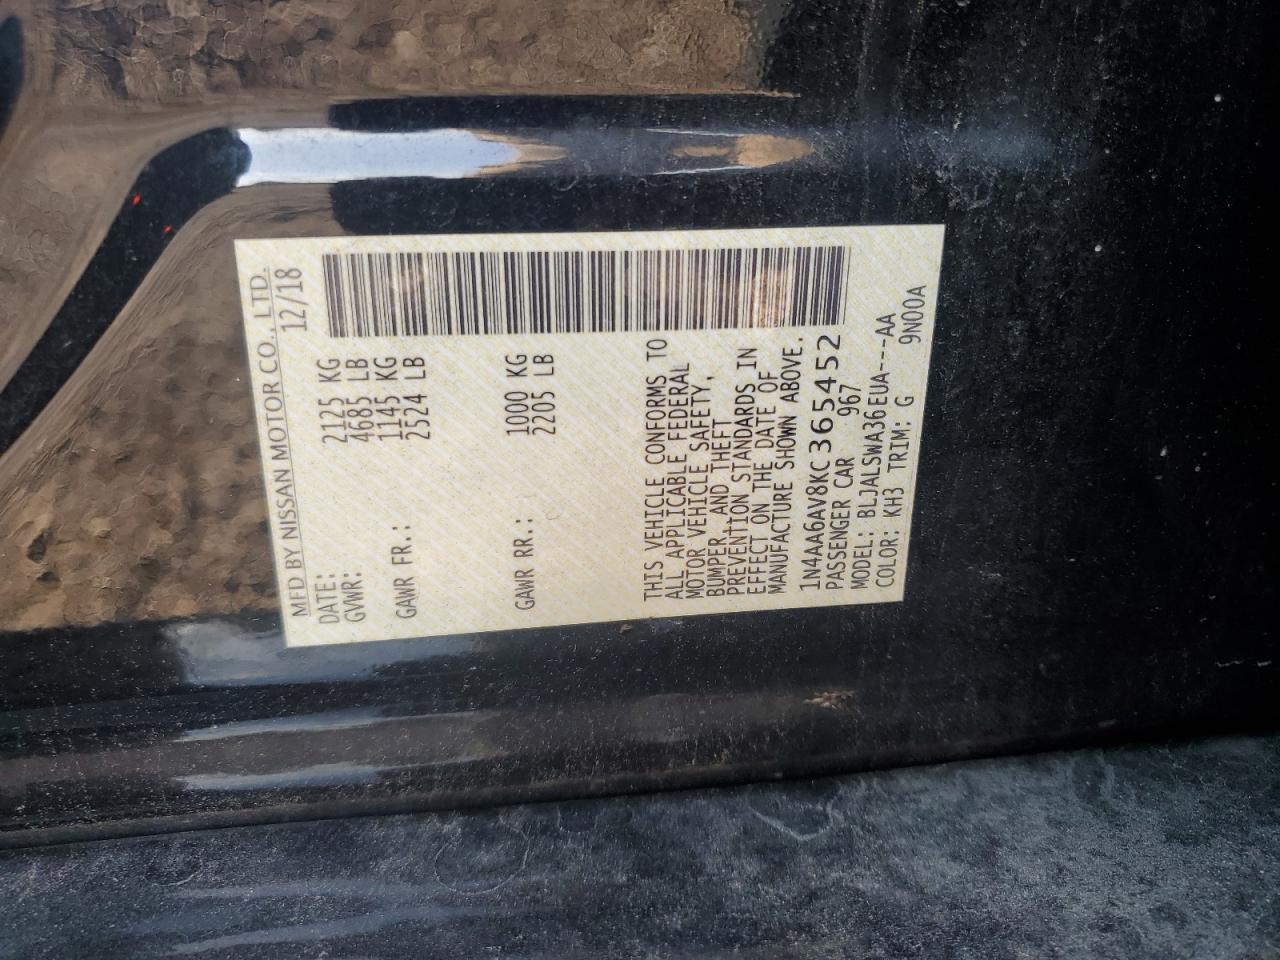 MFD BY NISSAN MOTOR CO., LTD.
DATE: 12/18
GVWR: 2125 KG
4685 LB
GAWR FR.: 1145 KG
2524 LB
GAWR RR.: 1000 KG
2205 LB
THIS VEHICLE CONFORMS TO
ALL APPLICABLE FEDERAL
MOTOR VEHICLE SAFETY,
BUMPER, AND THEFT
PREVENTION STANDARDS IN
EFFECT ON THE DATE OF
MANUFACTURE SHOWN ABOVE.
1N4AA6AV8KC365452
PASSENGER CAR 967
MODEL: BLJALSWA36EUA---AA
COLOR: KH3 TRIM: G 9N00A